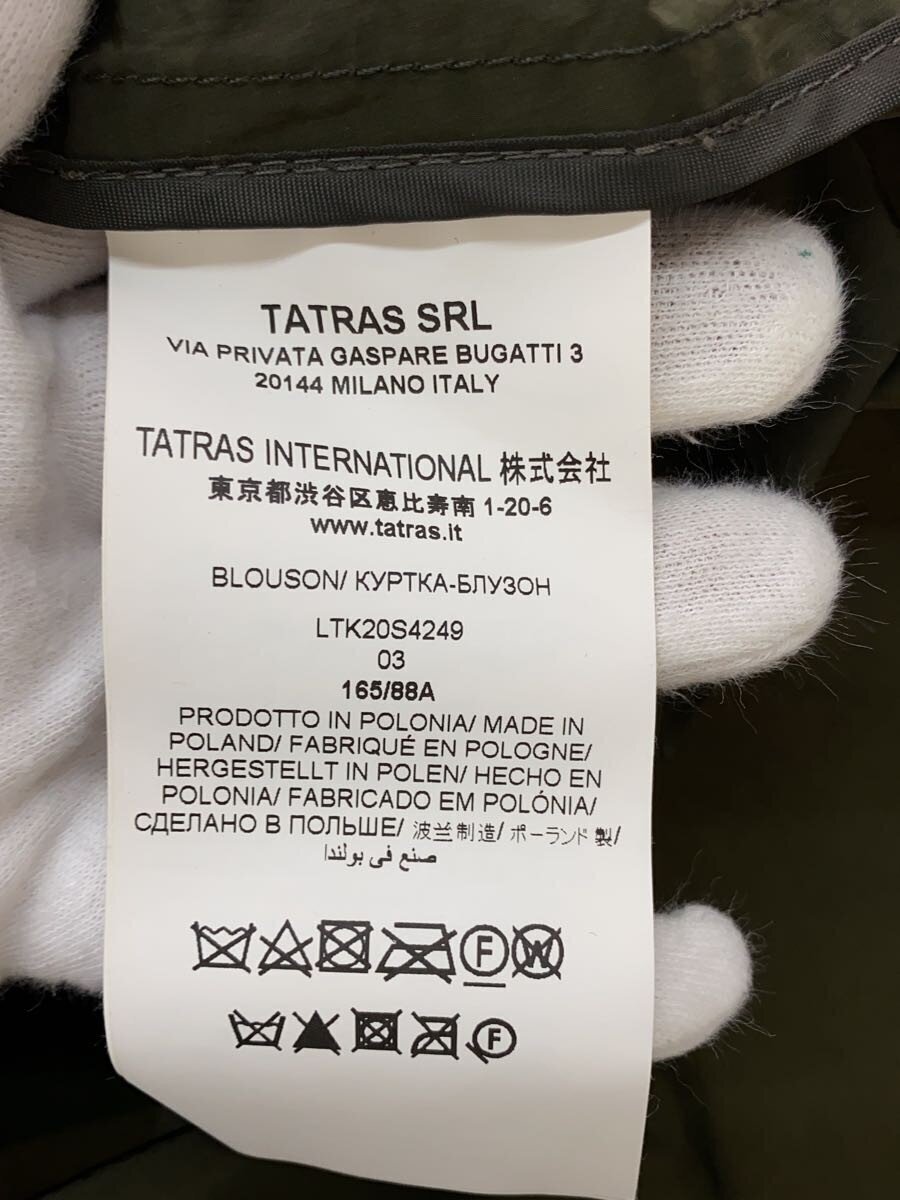 TATRAS SRL
VIA PRIVATA GASPARE BUGATTI 3
20144 MILANO ITALY
TATRAS INTERNATIONAL 株式会社
東京都渋谷区恵比寿南 1-20-6
www.tatras.it
BLOUSON/ КУРТКА-БЛУЗОН
LTK20S4249
03
165/88A
PRODOTTO IN POLONIA/ MADE IN
POLAND/ FABRIQUÉ EN POLOGNE/
HERGESTELLT IN POLEN/ HECHO EN
POLONIA/ FABRICADO EM POLÓNIA/
СДЕЛАНО В ПОЛЬШЕ/ 波兰制造/ ポーランド製/
صنع في بولندا
F W
F